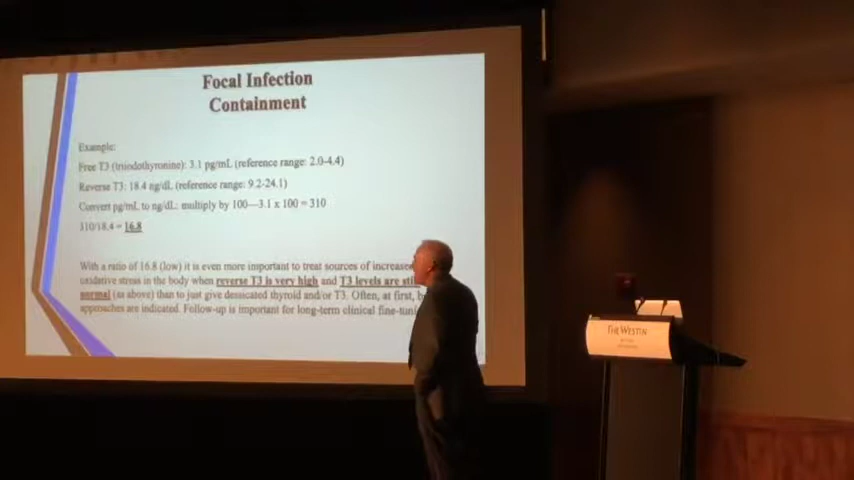 Focal Infection
Containment
Example:
Free T3 (triiodothyronine): 3.1 pg/mL (reference range: 2.0-4.4)
Reverse T3: 18.4 ng/dL (reference range: 9.2-24.1)
Convert pg/mL to ng/dL: multiply by 100—3.1 x 100 = 310
310/18.4 = 16.8
With a ratio of 16.8 (low) it is even more important to treat sources of increase
oxidative stress in the body when reverse T3 is very high and T3 levels are sti
normal (as above) than to just give dessicated thyroid and/or T3. Often, at first, b
approaches are indicated. Follow-up is important for long-term clinical fine-tuni
THE WESTIN